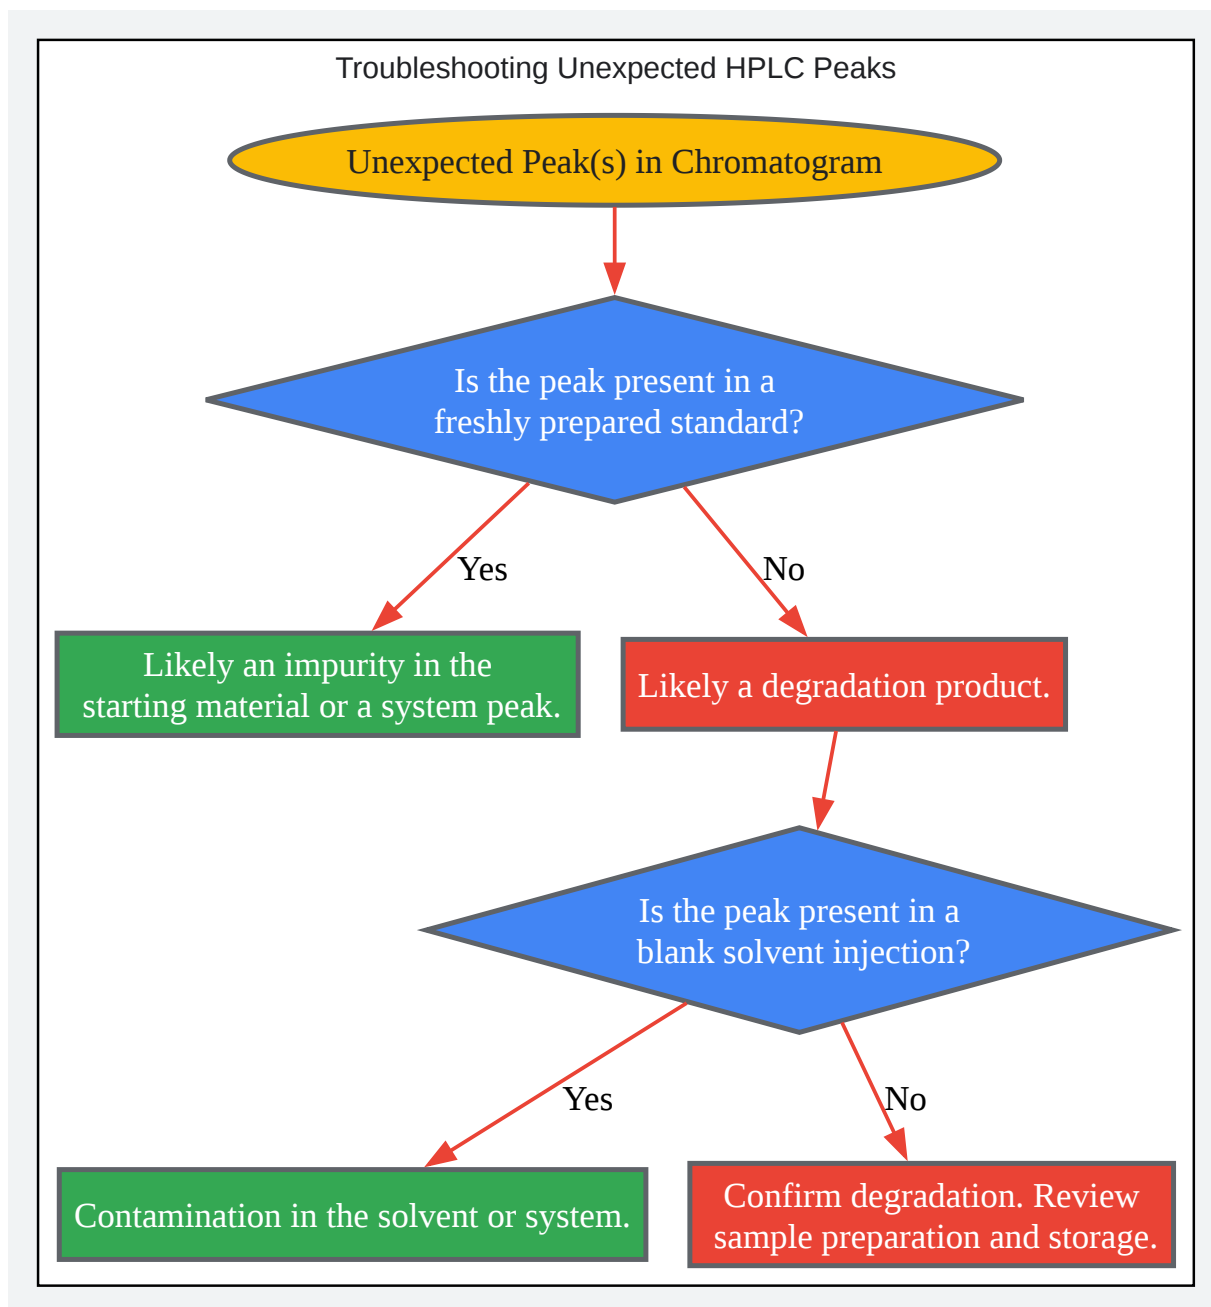 Troubleshooting Unexpected HPLC Peaks
Unexpected Peak(s) in Chromatogram
Is the peak present in a
freshly prepared standard?
Yes
No
Likely an impurity in the
starting material or a system peak.
Likely a degradation product.
Is the peak present in a
blank solvent injection?
Yes
No
Contamination in the solvent or system.
Confirm degradation. Review
sample preparation and storage.